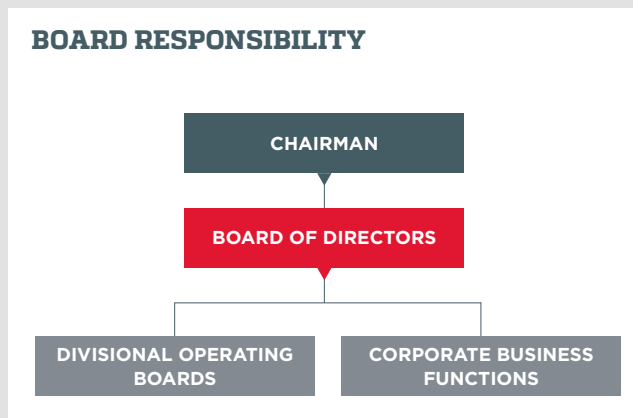 BOARD RESPONSIBILITY
CHAIRMAN
BOARD OF DIRECTORS
DIVISIONAL OPERATING
BOARDS
CORPORATE BUSINESS
FUNCTIONS